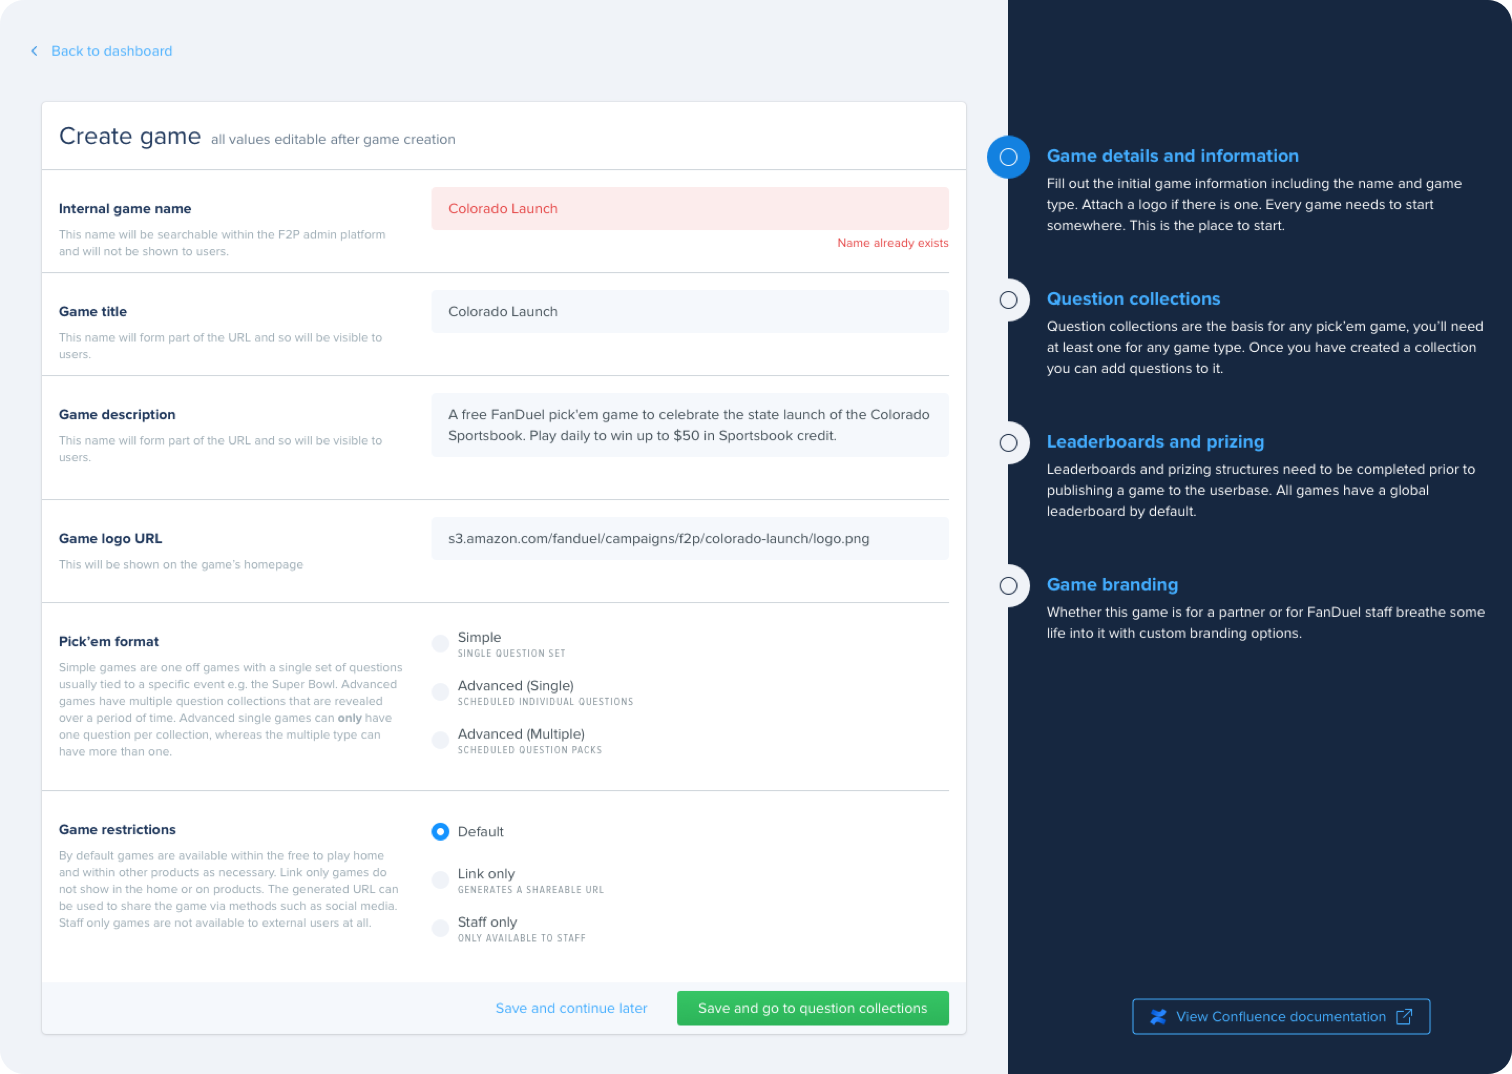 Back to dashboard
Create game all values editable after game creation
Internal game name
This name will be searchable within the F2P admin platform
and will not be shown to users.
Colorado Launch
Name already exists
Game title
This name will form part of the URL and so will be visible to
users.
Colorado Launch
Game description
This name will form part of the URL and so will be visible to
users.
A free FanDuel pick'em game to celebrate the state launch of the Colorado
Sportsbook. Play daily to win up to $50 in Sportsbook credit.
Game logo URL
This will be shown on the game's homepage
s3.amazon.com/fanduel/campaigns/f2p/colorado-launch/logo.png
Pick'em format
Simple games are one off games with a single set of questions
usually tied to a specific event e.g. the Super Bowl. Advanced
games have multiple question collections that are revealed
over a period of time. Advanced single games can only have
one question per collection, whereas the multiple type can
have more than one.
Simple
SINGLE QUESTION SET
Advanced (Single)
SCHEDULED INDIVIDUAL QUESTIONS
Advanced (Multiple)
SCHEDULED QUESTION PACKS
Game restrictions
By default games are available within the free to play home
and within other products as necessary. Link only games do
not show in the home or on products. The generated URL can
be used to share the game via methods such as social media.
Staff only games are not available to external users at all.
Default
Link only
GENERATES A SHAREABLE URL
Staff only
ONLY AVAILABLE TO STAFF
Save and continue later
Save and go to question collections
Game details and information
Fill out the initial game information including the name and game
type. Attach a logo if there is one. Every game needs to start
somewhere. This is the place to start.
Question collections
Question collections are the basis for any pick'em game, you'll need
at least one for any game type. Once you have created a collection
you can add questions to it.
Leaderboards and prizing
Leaderboards and prizing structures need to be completed prior to
publishing a game to the userbase. All games have a global
leaderboard by default.
Game branding
Whether this game is for a partner or for FanDuel staff breathe some
life into it with custom branding options.
View Confluence documentation